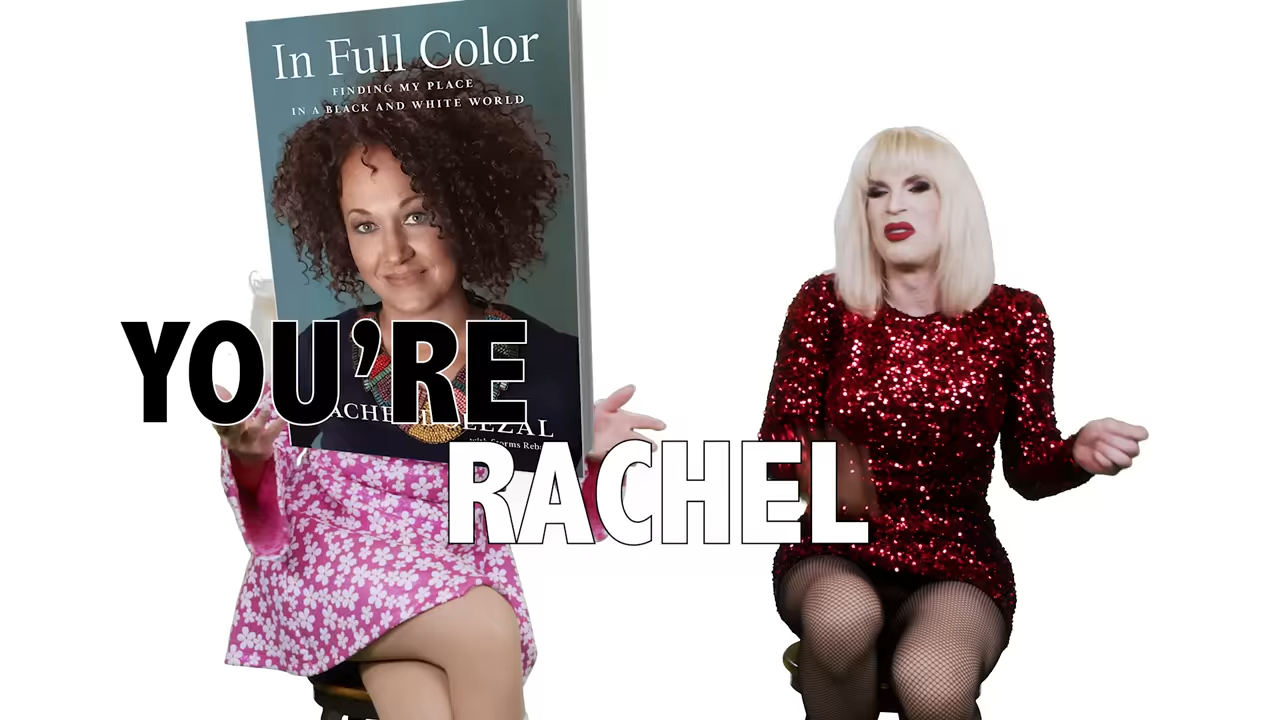 In Full Color
FINDING MY PLACE
IN A BLACK AND WHITE WORLD
YOU'RE
RACHEL